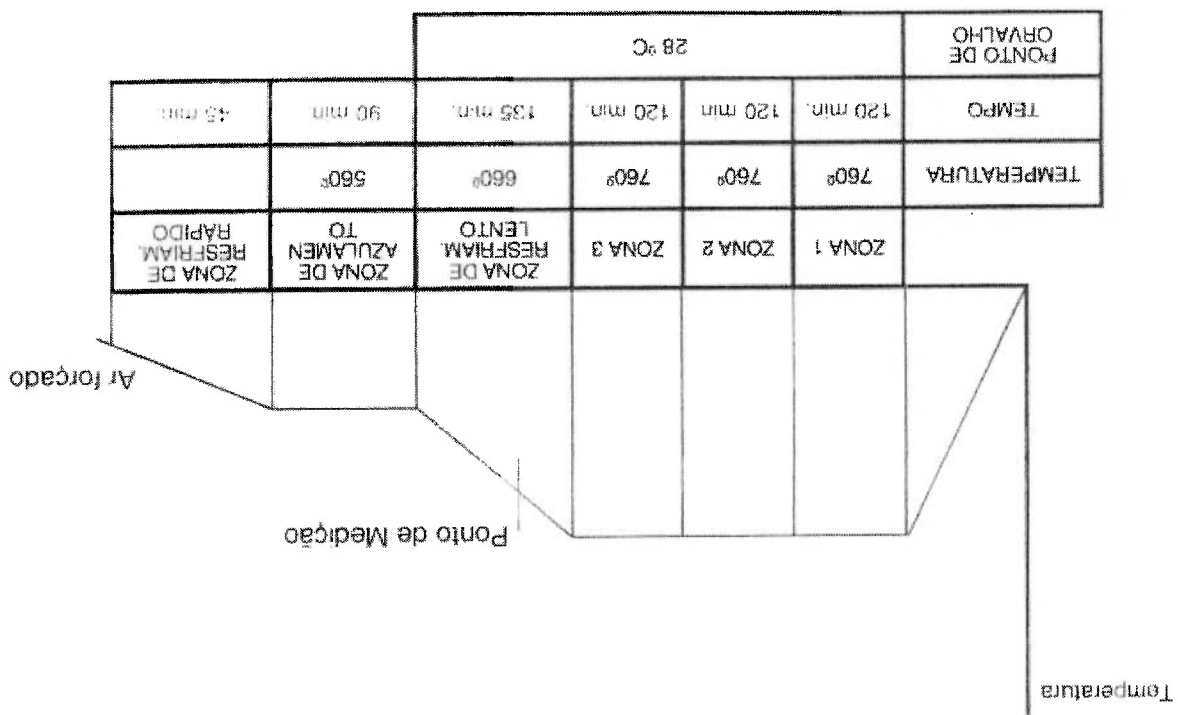 Temperatura
Ponto de Medição
Ar forçado
ZONA 1
ZONA 2
ZONA 3
ZONA DE
RESFRIAM.
LENTO
ZONA DE
AZULAMEN
TO
ZONA DE
RESFRIAM.
RÁPIDO
TEMPERATURA 760º 760º 760º 660º 560º
TEMPO 120 min. 120 min 120 min. 135 min. 90 min 45 min.
PONTO DE
ORVALHO
28 ºC